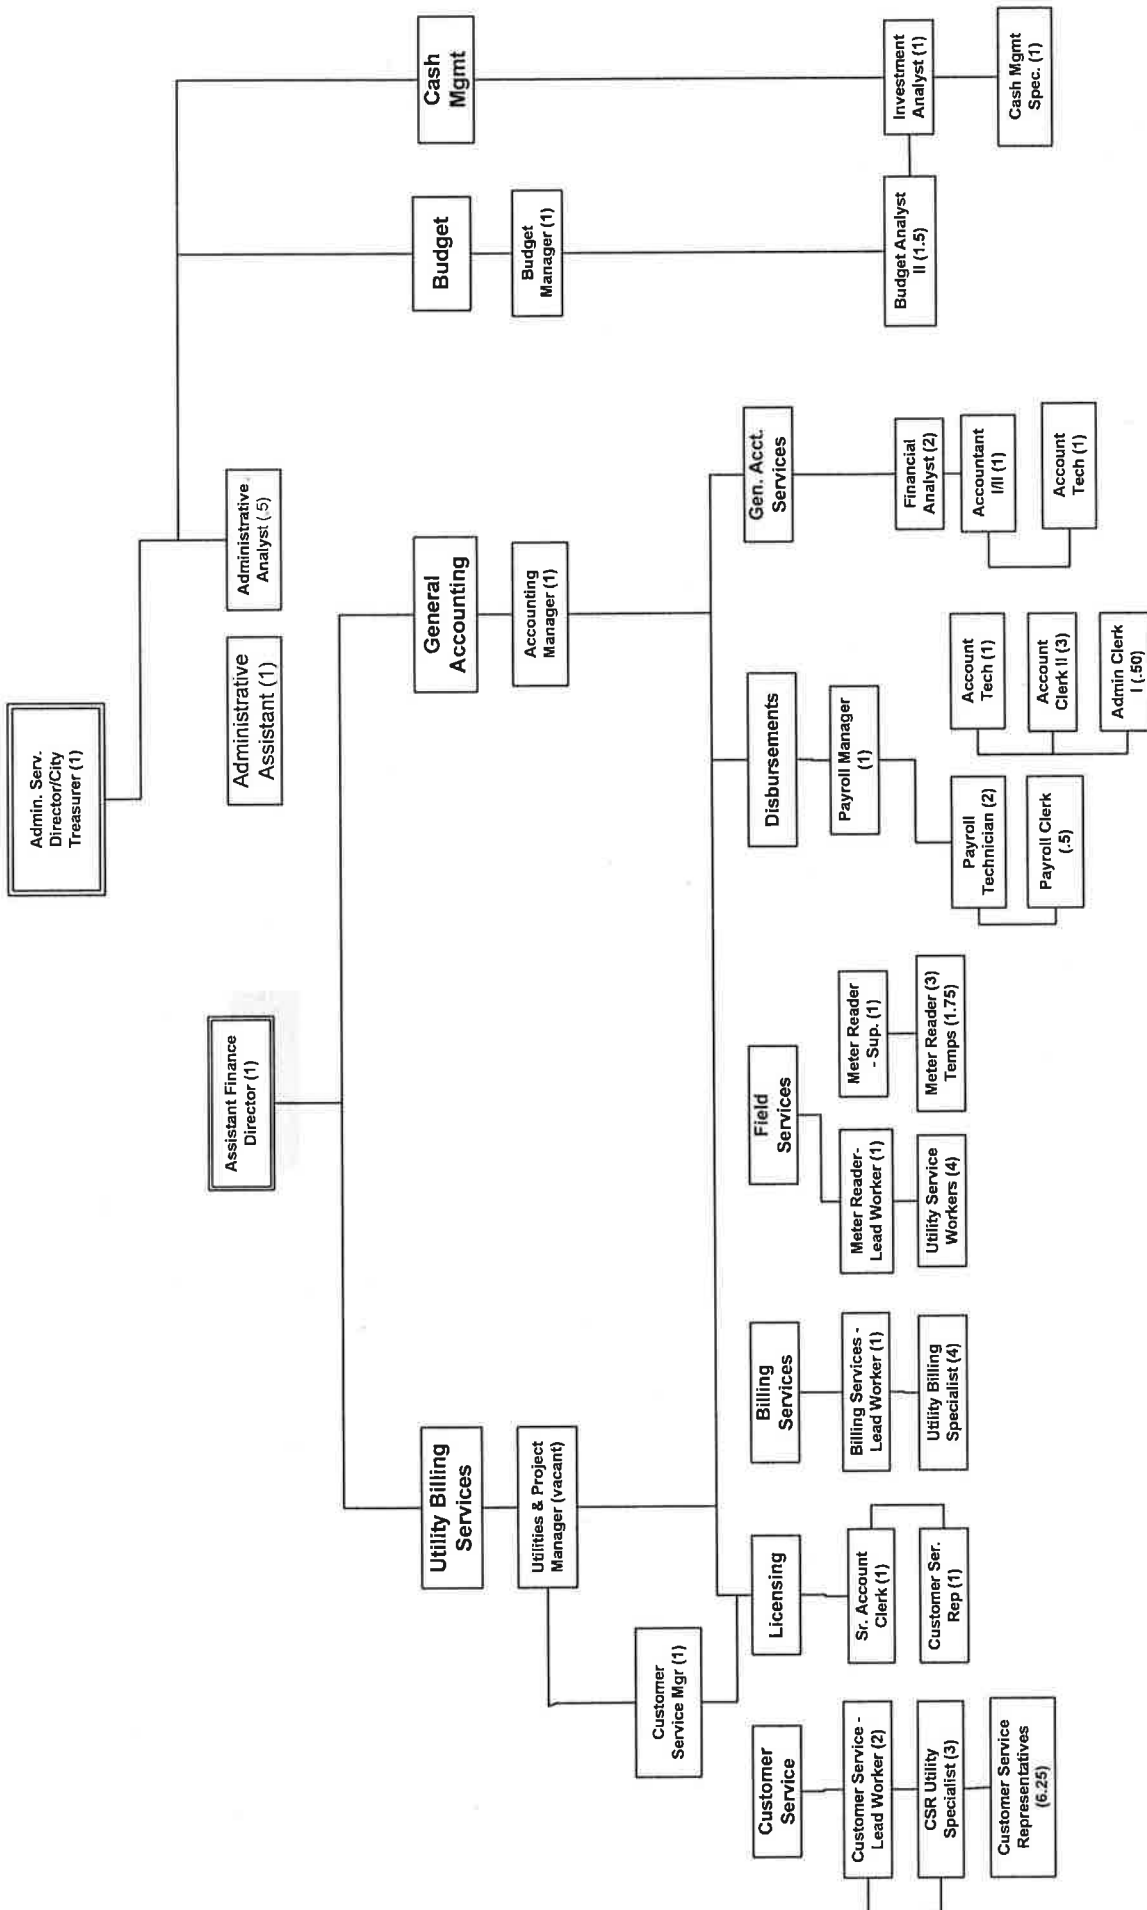 Admin. Serv.
Director/City
Treasurer (1)
Assistant Finance
Director (1)
Administrative
Assistant (1)
Administrative
Analyst (.5)
Utility Billing
Services
General
Accounting
Budget
Cash
Mgmt
Utilities & Project
Manager (vacant)
Accounting
Manager (1)
Budget
Manager (1)
Customer
Service Mgr (1)
Customer
Service
Licensing
Billing
Services
Field
Services
Disbursements
Gen. Acct.
Services
Customer Service -
Lead Worker (2)
CSR Utility
Specialist (3)
Customer Service
Representatives
(6.25)
Sr. Account
Clerk (1)
Customer Ser.
Rep (1)
Billing Services -
Lead Worker (1)
Utility Billing
Specialist (4)
Meter Reader-
Lead Worker (1)
Utility Service
Workers (4)
Meter Reader
- Sup. (1)
Meter Reader (3)
Temps (1.75)
Payroll Manager
(1)
Payroll
Technician (2)
Payroll Clerk
(.5)
Account
Tech (1)
Account
Clerk II (3)
Admin Clerk
I (.50)
Financial
Analyst (2)
Accountant
I/II (1)
Account
Tech (1)
Budget Analyst
II (1.5)
Investment
Analyst (1)
Cash Mgmt
Spec. (1)